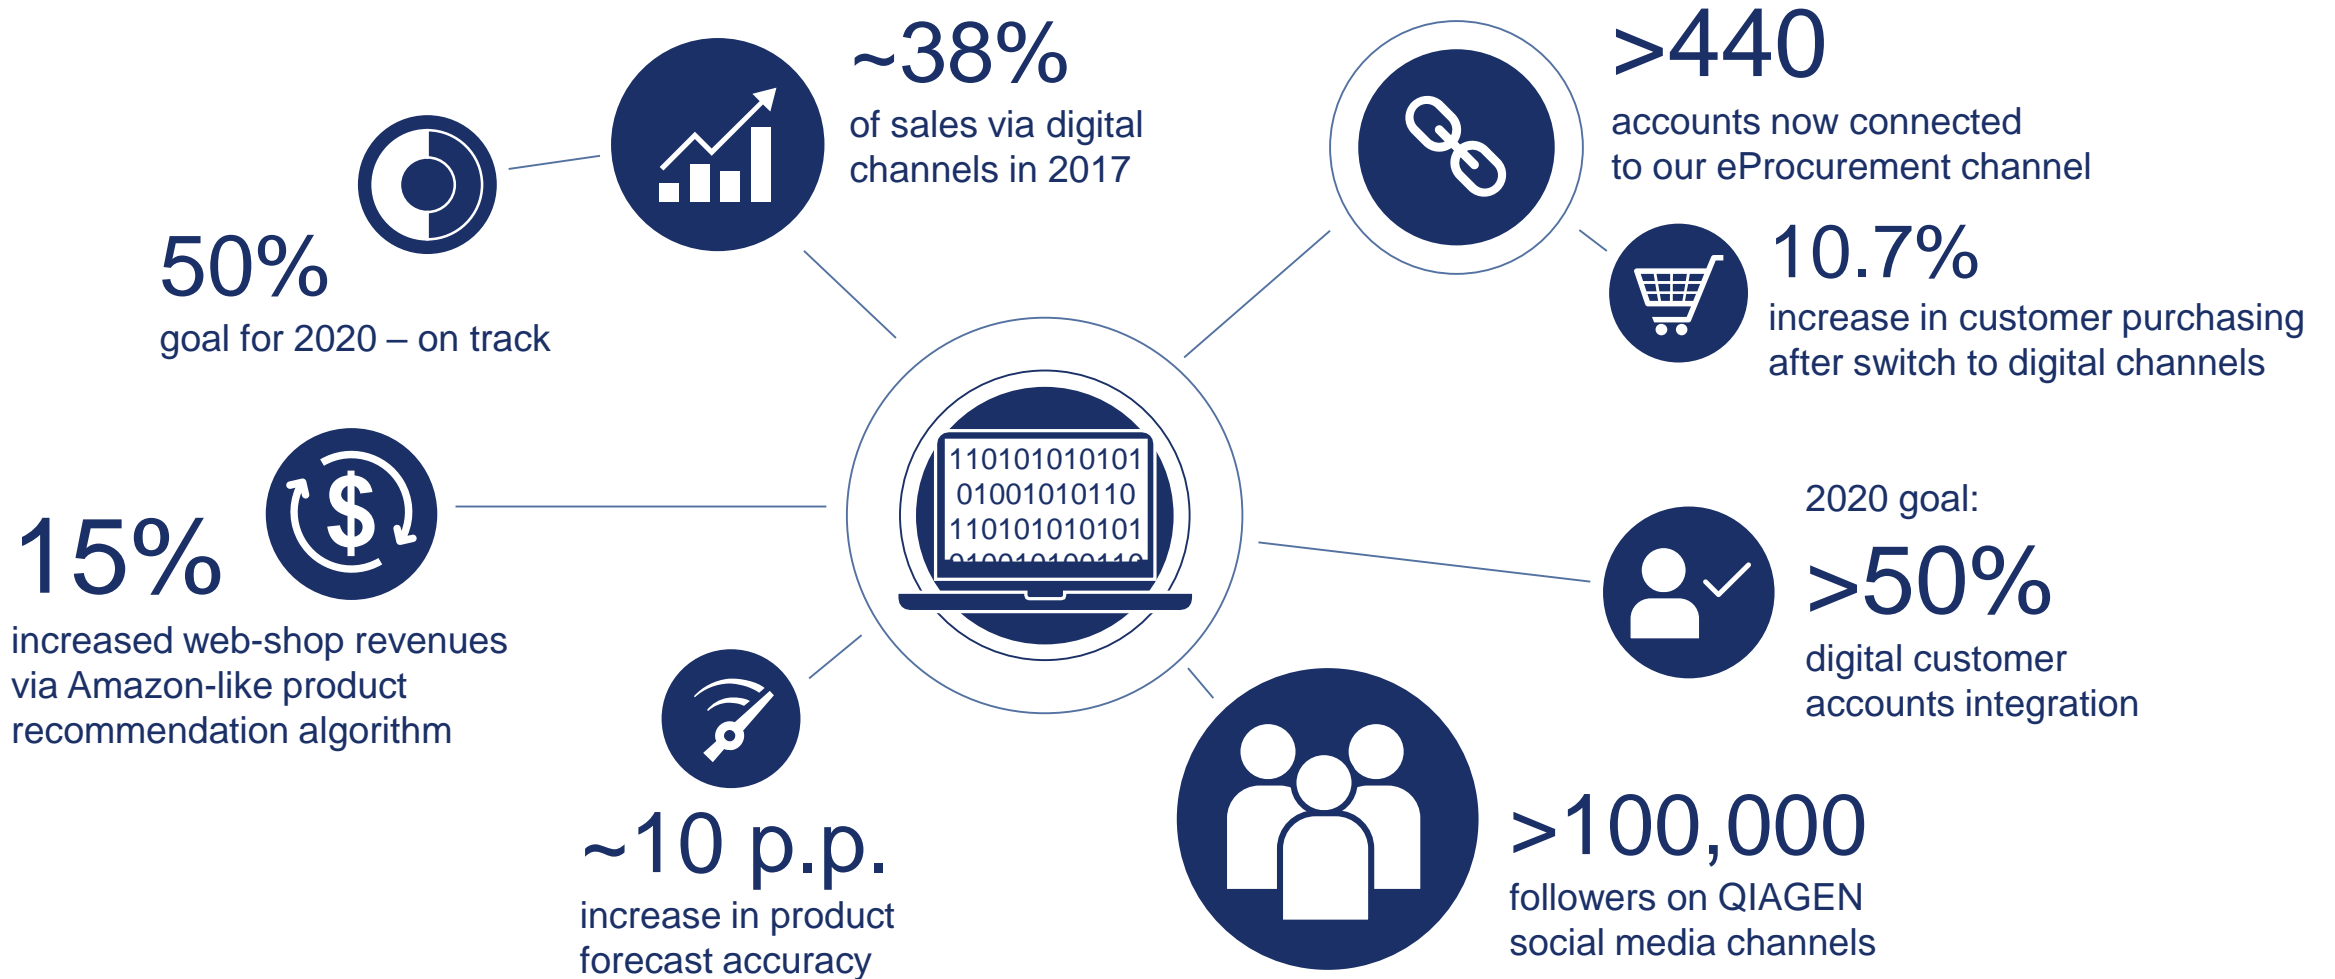 ~38%
of sales via digital
channels in 2017
50%
goal for 2020 – on track
>440
accounts now connected
to our eProcurement channel
10.7%
increase in customer purchasing
after switch to digital channels
110101010101
01001010110
110101010101
010010100110
15%
increased web-shop revenues
via Amazon-like product
recommendation algorithm
2020 goal:
>50%
digital customer
accounts integration
~10 p.p.
increase in product
forecast accuracy
>100,000
followers on QIAGEN
social media channels
$